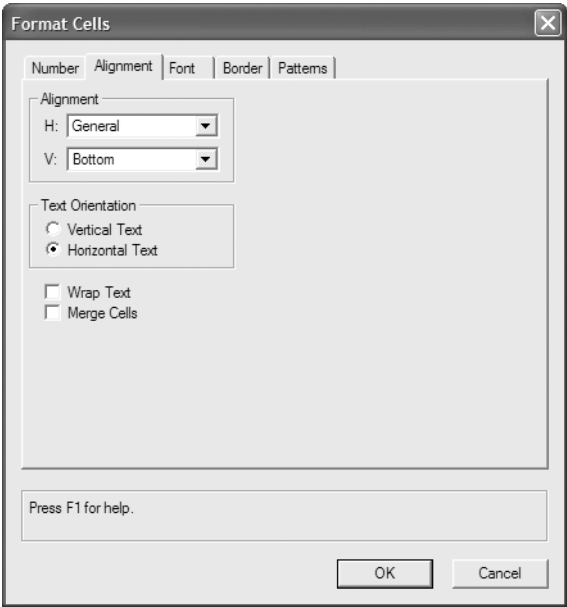 Format Cells
Number Alignment Font Border Patterns
Alignment
H: General
V: Bottom
Text Orientation
Vertical Text
Horizontal Text
Wrap Text
Merge Cells
Press F1 for help.
OK Cancel